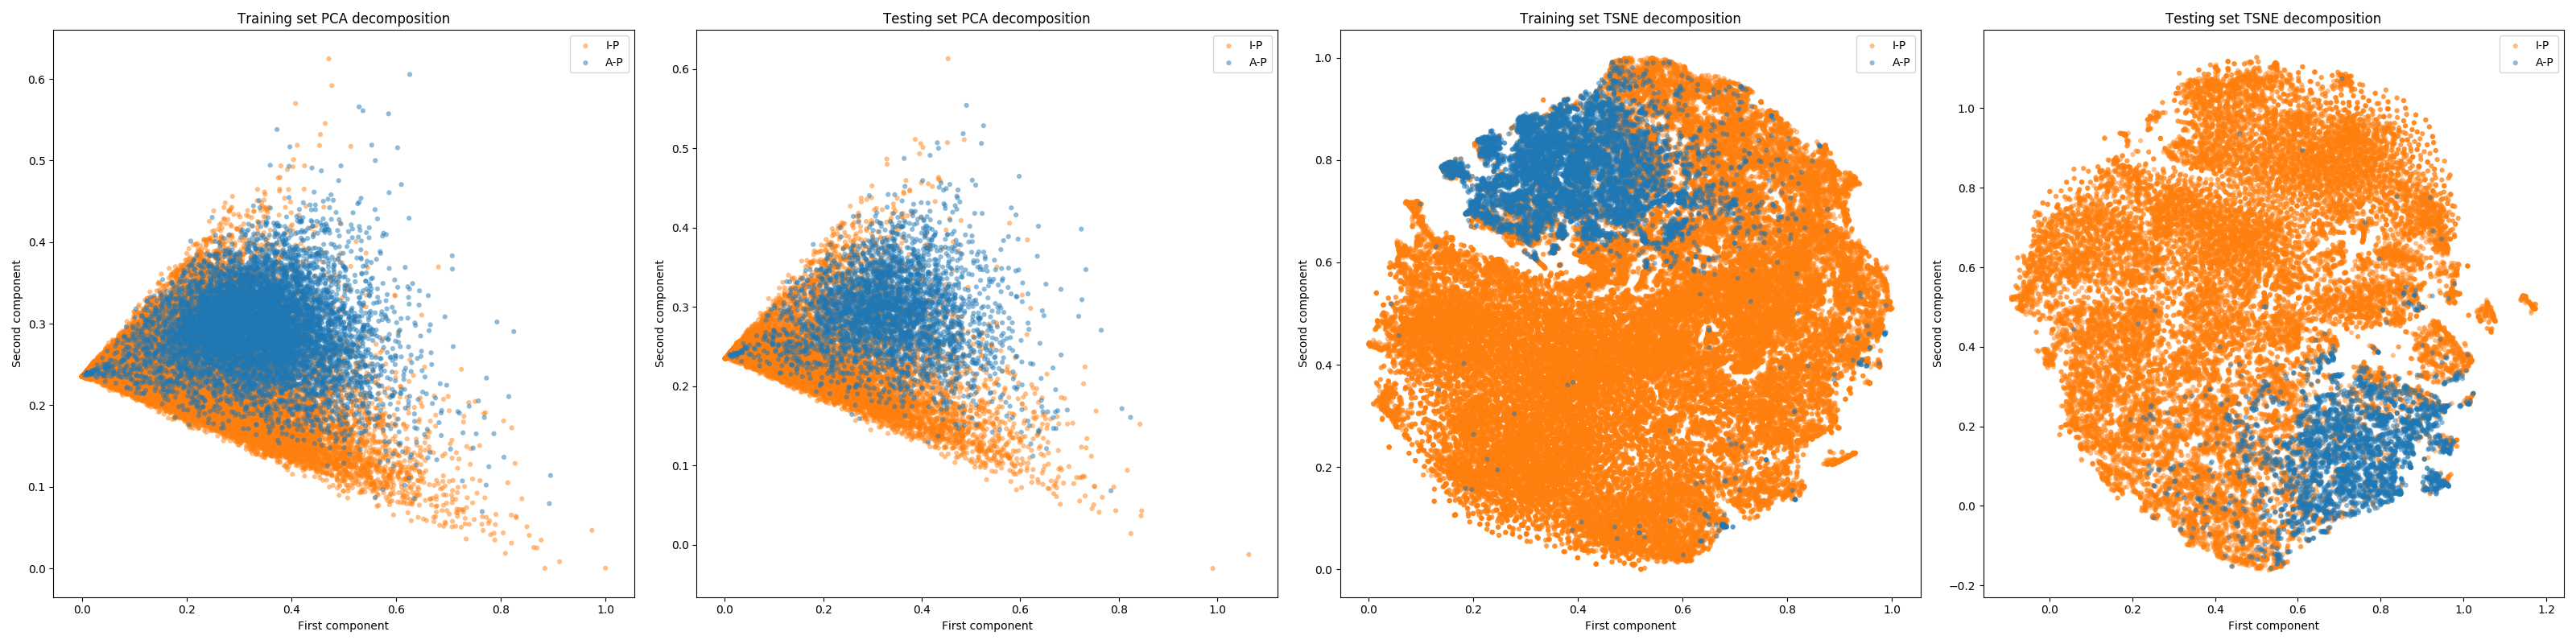 Training set PCA decomposition
I-P
A-P
Second component
0.6
0.5
0.4
0.3
0.2
0.1
0.0
0.0 0.2 0.4 0.6 0.8 1.0
First component
Testing set PCA decomposition
I-P
A-P
Second component
0.6
0.5
0.4
0.3
0.2
0.1
0.0
0.0 0.2 0.4 0.6 0.8 1.0
First component
Training set TSNE decomposition
I-P
A-P
Second component
1.0
0.8
0.6
0.4
0.2
0.0
0.0 0.2 0.4 0.6 0.8 1.0
First component
Testing set TSNE decomposition
I-P
A-P
Second component
1.0
0.8
0.6
0.4
0.2
0.0
−0.2
0.0 0.2 0.4 0.6 0.8 1.0 1.2
First component